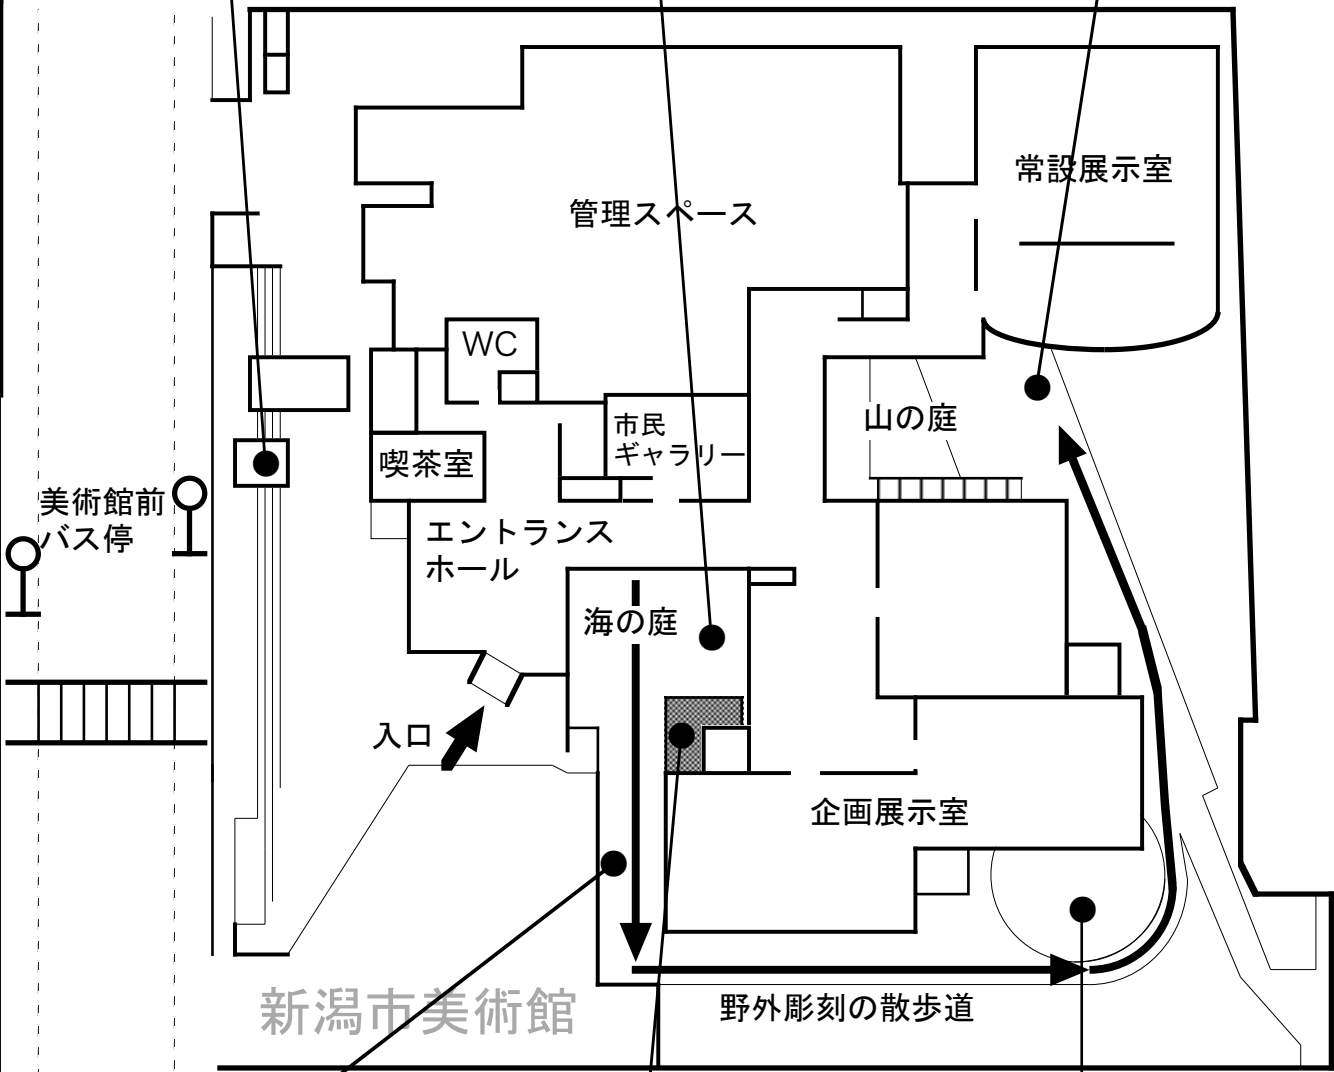 常設展示室
管理スペース
WC
市民
ギャラリー
山の庭
喫茶室
美術館前
バス停
エントランス
ホール
海の庭
入口
企画展示室
新潟市美術館
野外彫刻の散歩道